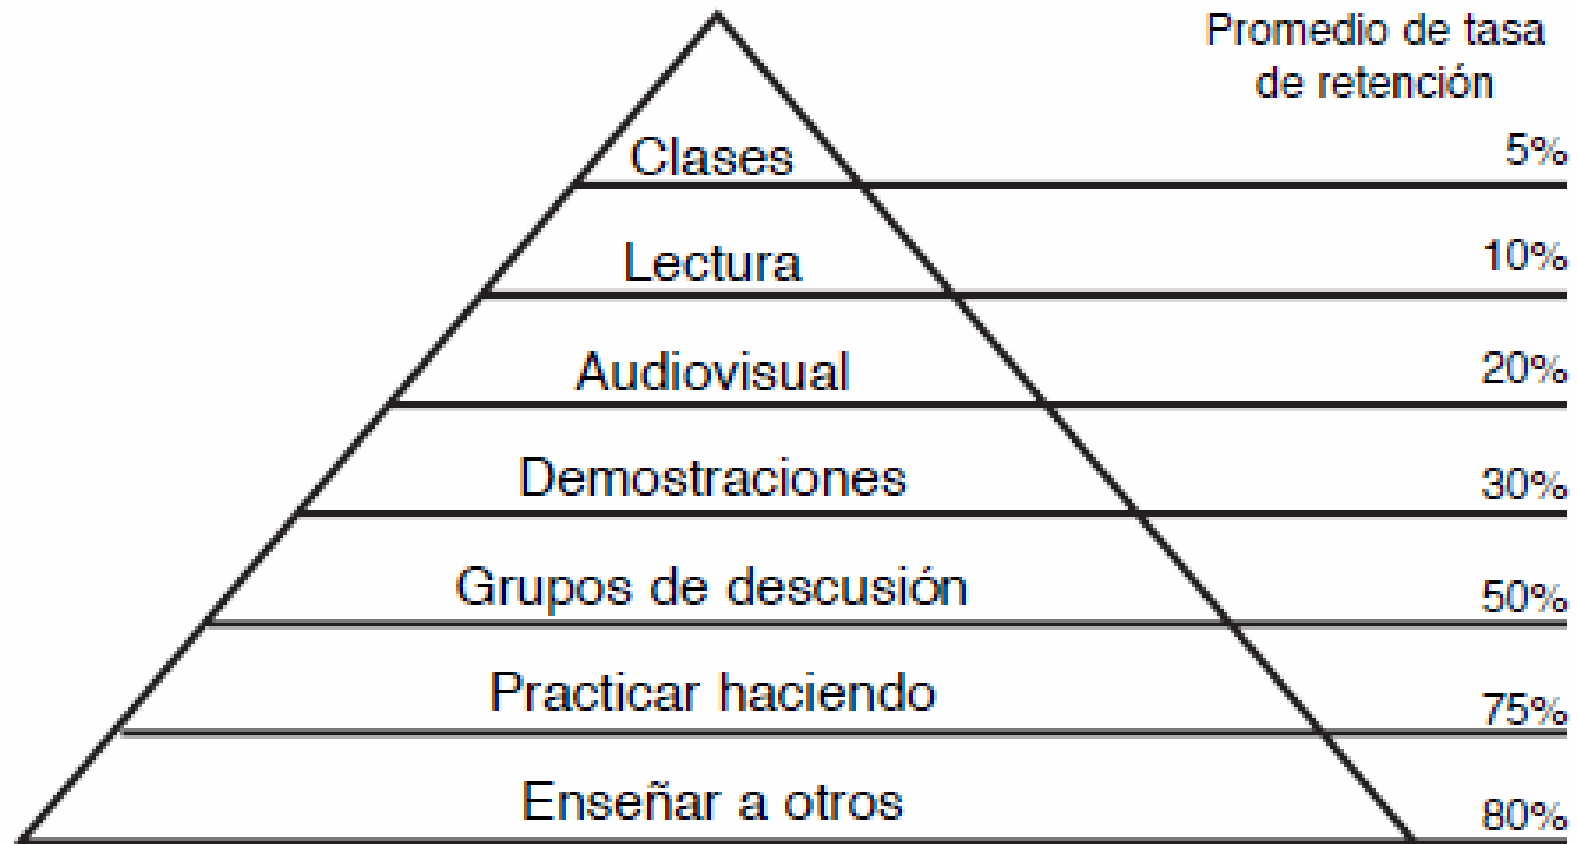 Promedio de tasa
de retención
Clases 5%
Lectura 10%
Audiovisual 20%
Demostraciones 30%
Grupos de descusión 50%
Practicar haciendo 75%
Enseñar a otros 80%